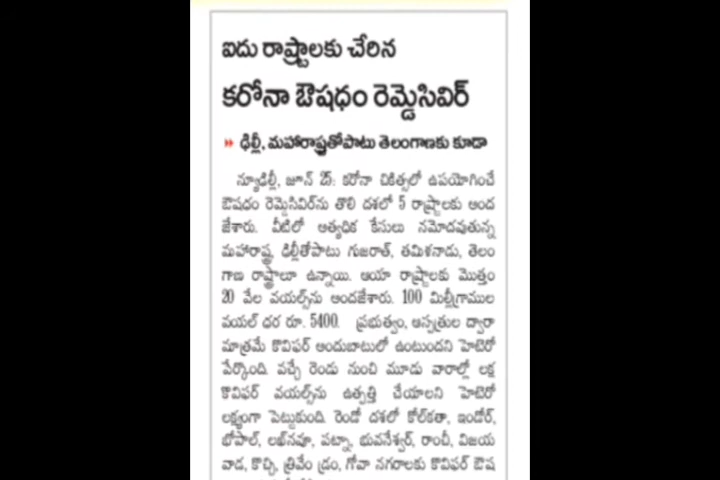 ఐదు రాష్ట్రాలకు చేరిన
కరోనా ఔషధం రెమ్డెసివిర్
» ఢిల్లీ, మహారాష్ట్రతోపాటు తెలంగాణకు కూడా
న్యూఢిల్లీ, జూన్ 25: కరోనా చికిత్సలో ఉపయోగించే
ఔషధం రెమ్డెసివిర్‌ను తొలి దశలో 5 రాష్ట్రాలకు అంద
జేశారు. వీటిలో అత్యధిక కేసులు నమోదవుతున్న
మహారాష్ట్ర, ఢిల్లీతోపాటు గుజరాత్, తమిళనాడు, తెలం
గాణ రాష్ట్రాలూ ఉన్నాయి. ఆయా రాష్ట్రాలకు మొత్తం
20 వేల వయల్స్‌ను అందజేశారు. 100 మిల్లీగ్రాముల
వయల్ ధర రూ. 5400. ప్రభుత్వం, ఆస్పత్రుల ద్వారా
మాత్రమే కొవిఫర్ అందుబాటులో ఉంటుందని హెటెరో
పేర్కొంది. వచ్చే రెండు నుంచి మూడు వారాల్లో లక్ష
కొవిఫర్ వయల్స్‌ను ఉత్పత్తి చేయాలని హెటెరో
లక్ష్యంగా పెట్టుకుంది. రెండో దశలో కోల్‌కతా, ఇండోర్,
భోపాల్, లఖ్‌నవూ, పట్నా, భువనేశ్వర్, రాంచీ, విజయ
వాడ, కొచ్చి, త్రివేం డ్రం, గోవా నగరాలకు కొవిఫర్ ఔష